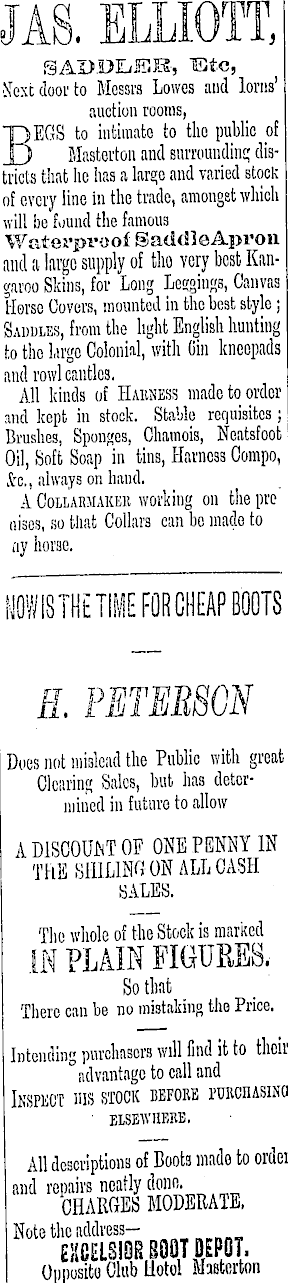 JAS. ELLIOTT,
SADDLER, Etc,
Next door to Messrs Lowes and Iorns'
auction rooms,
BEGS to intimate to the public of
Masterton and surrounding dis-
tricts that he has a large and varied stock
of every line in the trade, amongst which
will be found the famous
Waterproof Saddle Apron
and a large supply of the very best Kan-
garoo Skins, for Long Leggings, Canvas
Horse Covers, mounted in the best style ;
SADDLES, from the light English hunting
to the large Colonial, with 6in kneepads
and rowl cantles.
All kinds of HARNESS made to order
and kept in stock. Stable requisites ;
Brushes, Sponges, Chamois, Neatsfoot
Oil, Soft Soap in tins, Harness Compo,
&c., always on hand.
A COLLARMAKER working on the pre
ises, so that Collars can be made to
ny horse.
NOW IS THE TIME FOR CHEAP BOOTS
H. PETERSON
Does not mislead the Public with great
Clearing Sales, but has deter-
mined in future to allow
A DISCOUNT OF ONE PENNY IN
THE SHILING ON ALL CASH
SALES.
The whole of the Stock is marked
IN PLAIN FIGURES.
So that
There can be no mistaking the Price.
Intending purchasers will find it to their
advantage to call and
INSPECT HIS STOCK BEFORE PURCHASING
ELSEWHERE.
All descriptions of Boots made to order
and repairs neatly done.
CHARGES MODERATE,
Note the address—
EXCELSIOR BOOT DEPOT.
Opposite Club Hotel Masterton